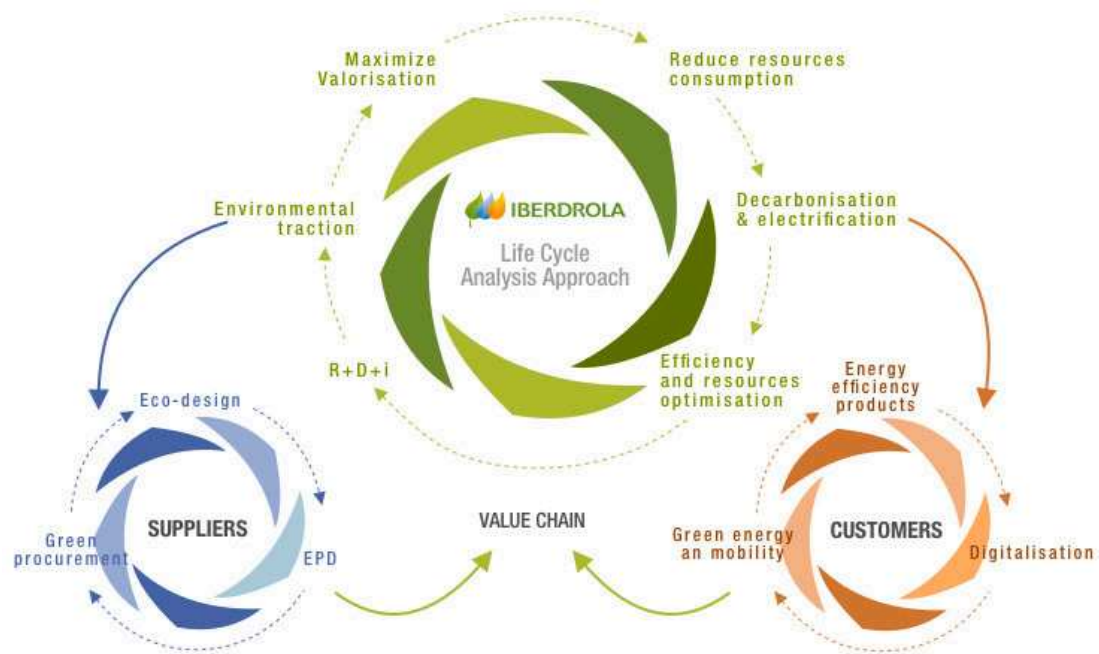 Maximize
Valorisation
Reduce resources
consumption
Environmental
traction
IBERDROLA
Life Cycle
Analysis Approach
Decarbonisation
& electrification
R+D+i
Efficiency
and resources
optimisation
Eco-design
SUPPLIERS
Green
procurement
EPD
VALUE CHAIN
Energy
efficiency
products
CUSTOMERS
Green energy
an mobility
Digitalisation